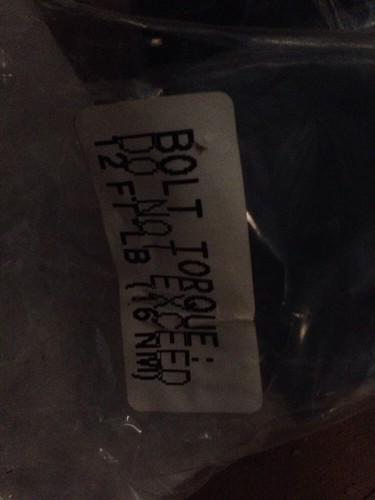 BOLT TORQUE:
DO NOT EXCEED
12 FT-LB (16 NM)